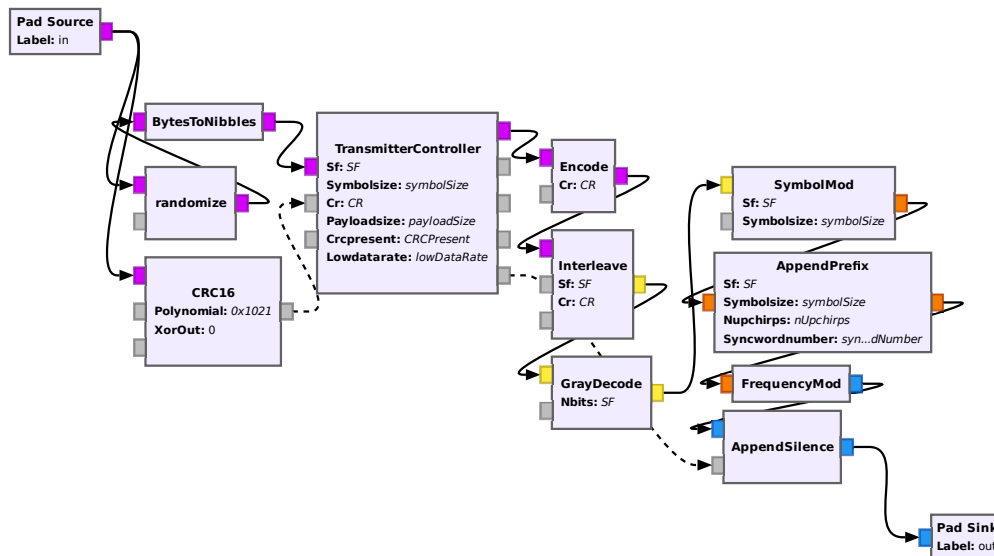 Pad Source
Label: in
BytesToNibbles
randomize
CRC16
Polynomial: 0x1021
XorOut: 0
TransmitterController
Sf: SF
Symbolsize: symbolSize
Cr: CR
Payloadsize: payloadSize
Crcpresent: CRCPresent
Lowdatarate: lowDataRate
Encode
Cr: CR
Interleave
Sf: SF
Cr: CR
GrayDecode
Nbits: SF
SymbolMod
Sf: SF
Symbolsize: symbolSize
AppendPrefix
Sf: SF
Symbolsize: symbolSize
Nupchirps: nUpchirps
Syncwordnumber: syn...dNumber
FrequencyMod
AppendSilence
Pad Sink
Label: out